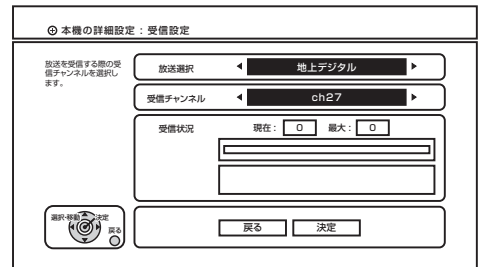 本機の詳細設定 : 受信設定
放送を受信する際の受
信チャンネルを選択し
ます。
放送選択 地上デジタル
受信チャンネル ch27
受信状況 現在 : 0 最大 : 0
選択・移動 決定
戻る
戻る 決定